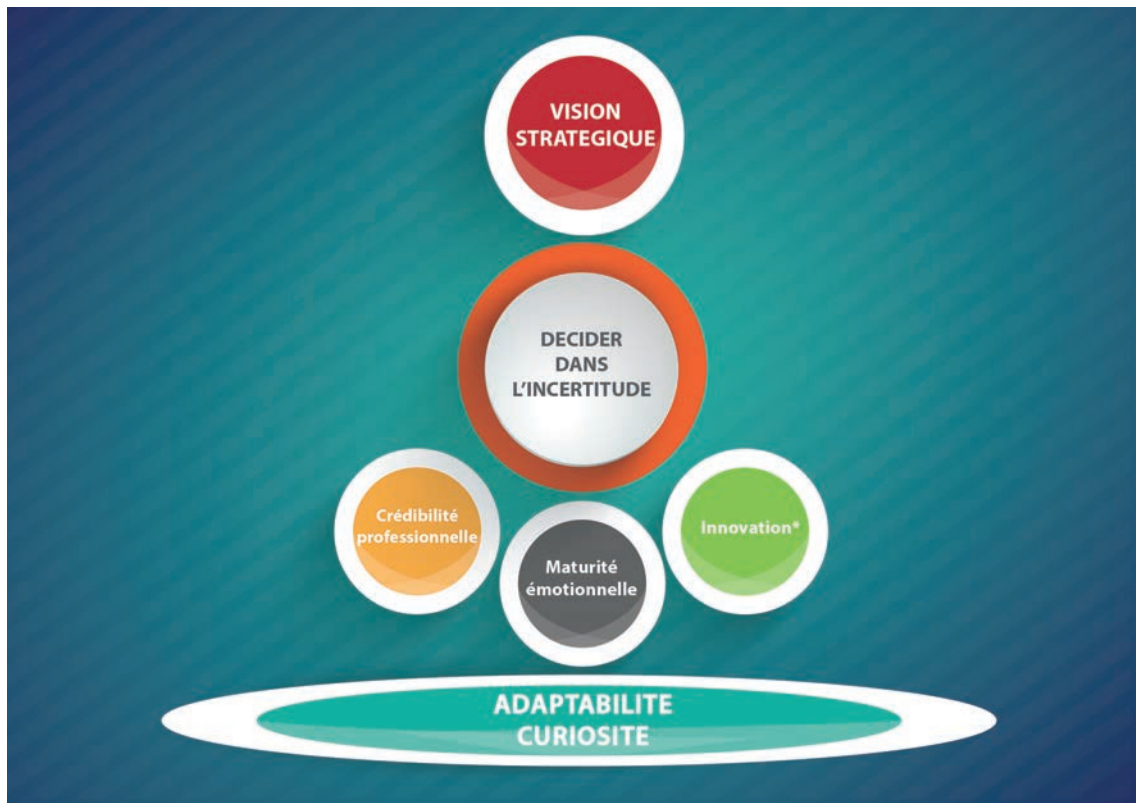 VISION
STRATEGIQUE
DECIDER
DANS
L'INCERTITUDE
Crédibilité
professionnelle
Maturité
émotionnelle
Innovation*
ADAPTABILITE
CURIOSITE